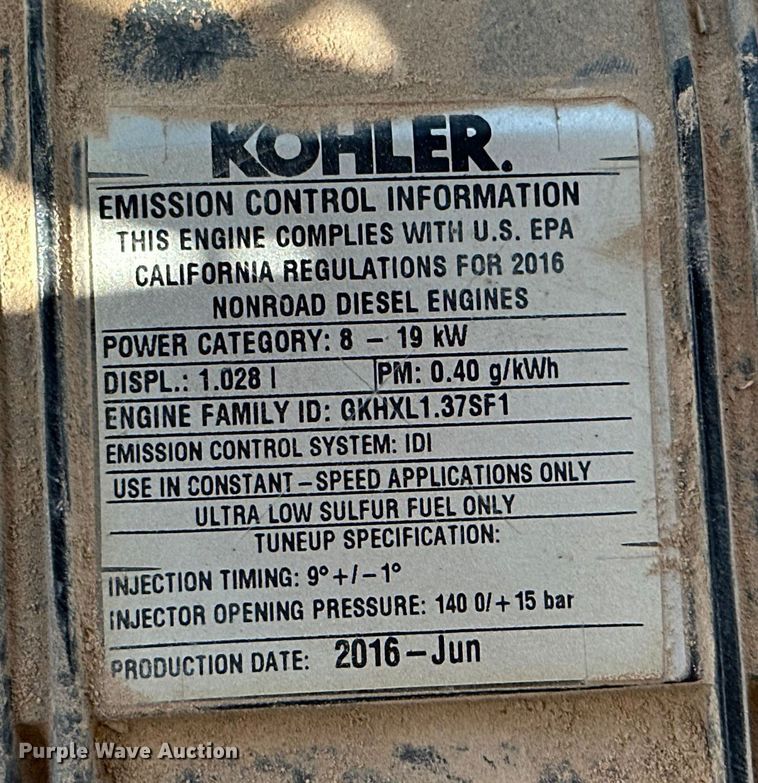 KOHLER.
EMISSION CONTROL INFORMATION
THIS ENGINE COMPLIES WITH U.S. EPA
CALIFORNIA REGULATIONS FOR 2016
NONROAD DIESEL ENGINES
POWER CATEGORY: 8 – 19 kW
DISPL.: 1.028 l PM: 0.40 g/kWh
ENGINE FAMILY ID: GKHXL1.37SF1
EMISSION CONTROL SYSTEM: IDI
USE IN CONSTANT–SPEED APPLICATIONS ONLY
ULTRA LOW SULFUR FUEL ONLY
TUNEUP SPECIFICATION:
INJECTION TIMING: 9° +/–1°
INJECTOR OPENING PRESSURE: 140 0/+15 bar
PRODUCTION DATE: 2016–Jun
Purple Wave Auction